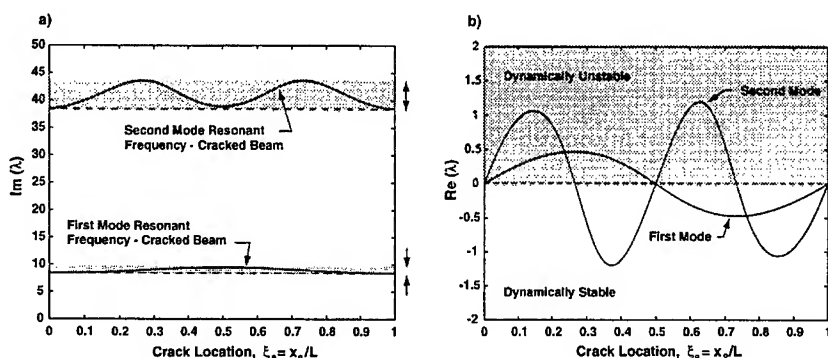 a)
50
45
40
35
30
25
20
15
10
5
0
Im (λ)
Second Mode Resonant
Frequency - Cracked Beam
First Mode Resonant
Frequency - Cracked Beam
0 0.1 0.2 0.3 0.4 0.5 0.6 0.7 0.8 0.9 1
Crack Location, ξₒ= xₒ/L
b)
2
1.5
1
0.5
0
-0.5
-1
-1.5
-2
Re (λ)
Dynamically Unstable
Second Mode
First Mode
Dynamically Stable
0 0.1 0.2 0.3 0.4 0.5 0.6 0.7 0.8 0.9 1
Crack Location, ξₒ= xₒ/L